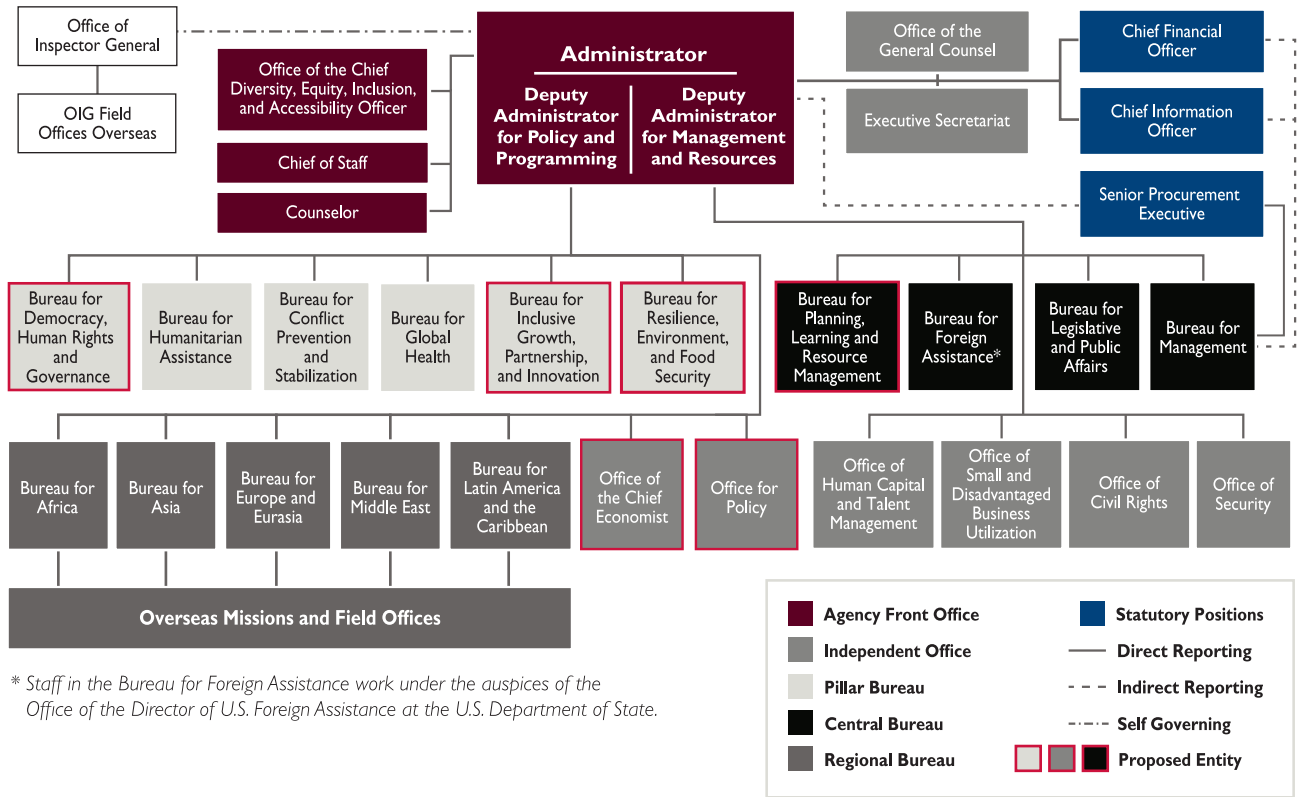 Office of
Inspector General
OIG Field
Offices Overseas
Office of the Chief
Diversity, Equity, Inclusion,
and Accessibility Officer
Chief of Staff
Counselor
Administrator
Deputy
Administrator
for Policy and
Programming
Deputy
Administrator
for Management
and Resources
Office of the
General Counsel
Executive Secretariat
Chief Financial
Officer
Chief Information
Officer
Senior Procurement
Executive
Bureau for
Democracy,
Human Rights
and
Governance
Bureau for
Humanitarian
Assistance
Bureau for
Conflict
Prevention
and
Stabilization
Bureau for
Global
Health
Bureau for
Inclusive
Growth,
Partnership,
and Innovation
Bureau for
Resilience,
Environment,
and Food
Security
Bureau for
Planning,
Learning and
Resource
Management
Bureau for
Foreign
Assistance*
Bureau for
Legislative
and Public
Affairs
Bureau for
Management
Bureau for
Africa
Bureau for
Asia
Bureau for
Europe and
Eurasia
Bureau for
Middle East
Bureau for
Latin America
and the
Caribbean
Office of
the Chief
Economist
Office for
Policy
Office of
Human Capital
and Talent
Management
Office of
Small and
Disadvantaged
Business
Utilization
Office of
Civil Rights
Office of
Security
Overseas Missions and Field Offices
* Staff in the Bureau for Foreign Assistance work under the auspices of the
Office of the Director of U.S. Foreign Assistance at the U.S. Department of State.
Agency Front Office
Independent Office
Pillar Bureau
Central Bureau
Regional Bureau
Statutory Positions
Direct Reporting
Indirect Reporting
Self Governing
Proposed Entity